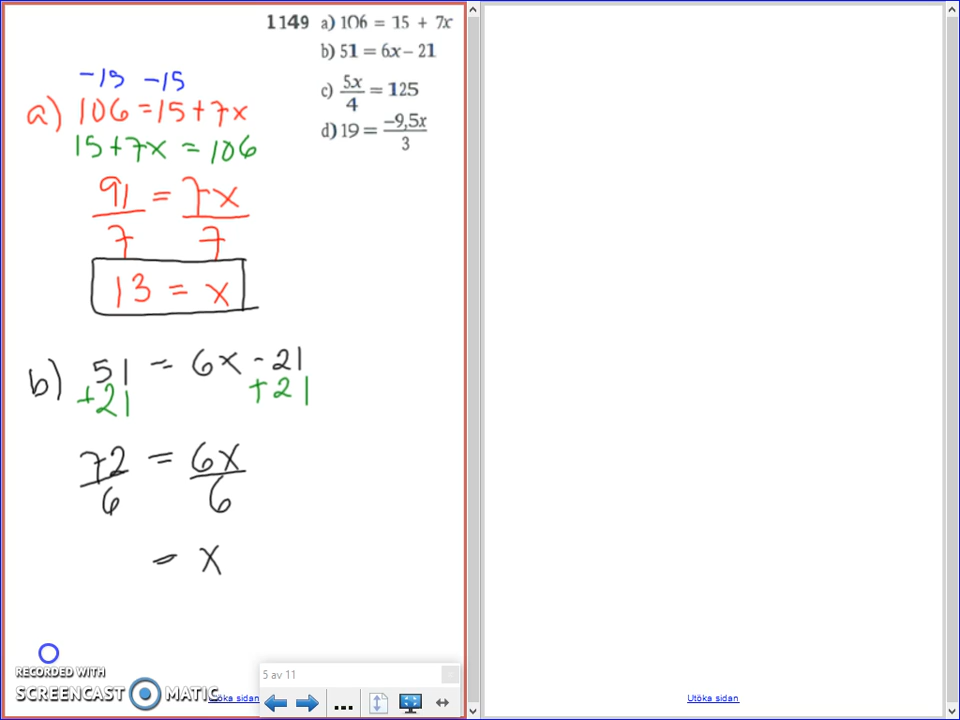 1149 a) 106 = 15 + 7x
b) 51 = 6x – 21
c) 5x/4 = 125
d) 19 = –9,5x/3
-15 -15
a) 106 = 15 + 7x
15 + 7x = 106
91/7 = 7x/7
13 = x
b) 51 = 6x - 21
+21 +21
72/6 = 6x/6
= x
RECORDED WITH
SCREENCAST MATIC
5 av 11
Utöka sidan
Utöka sidan